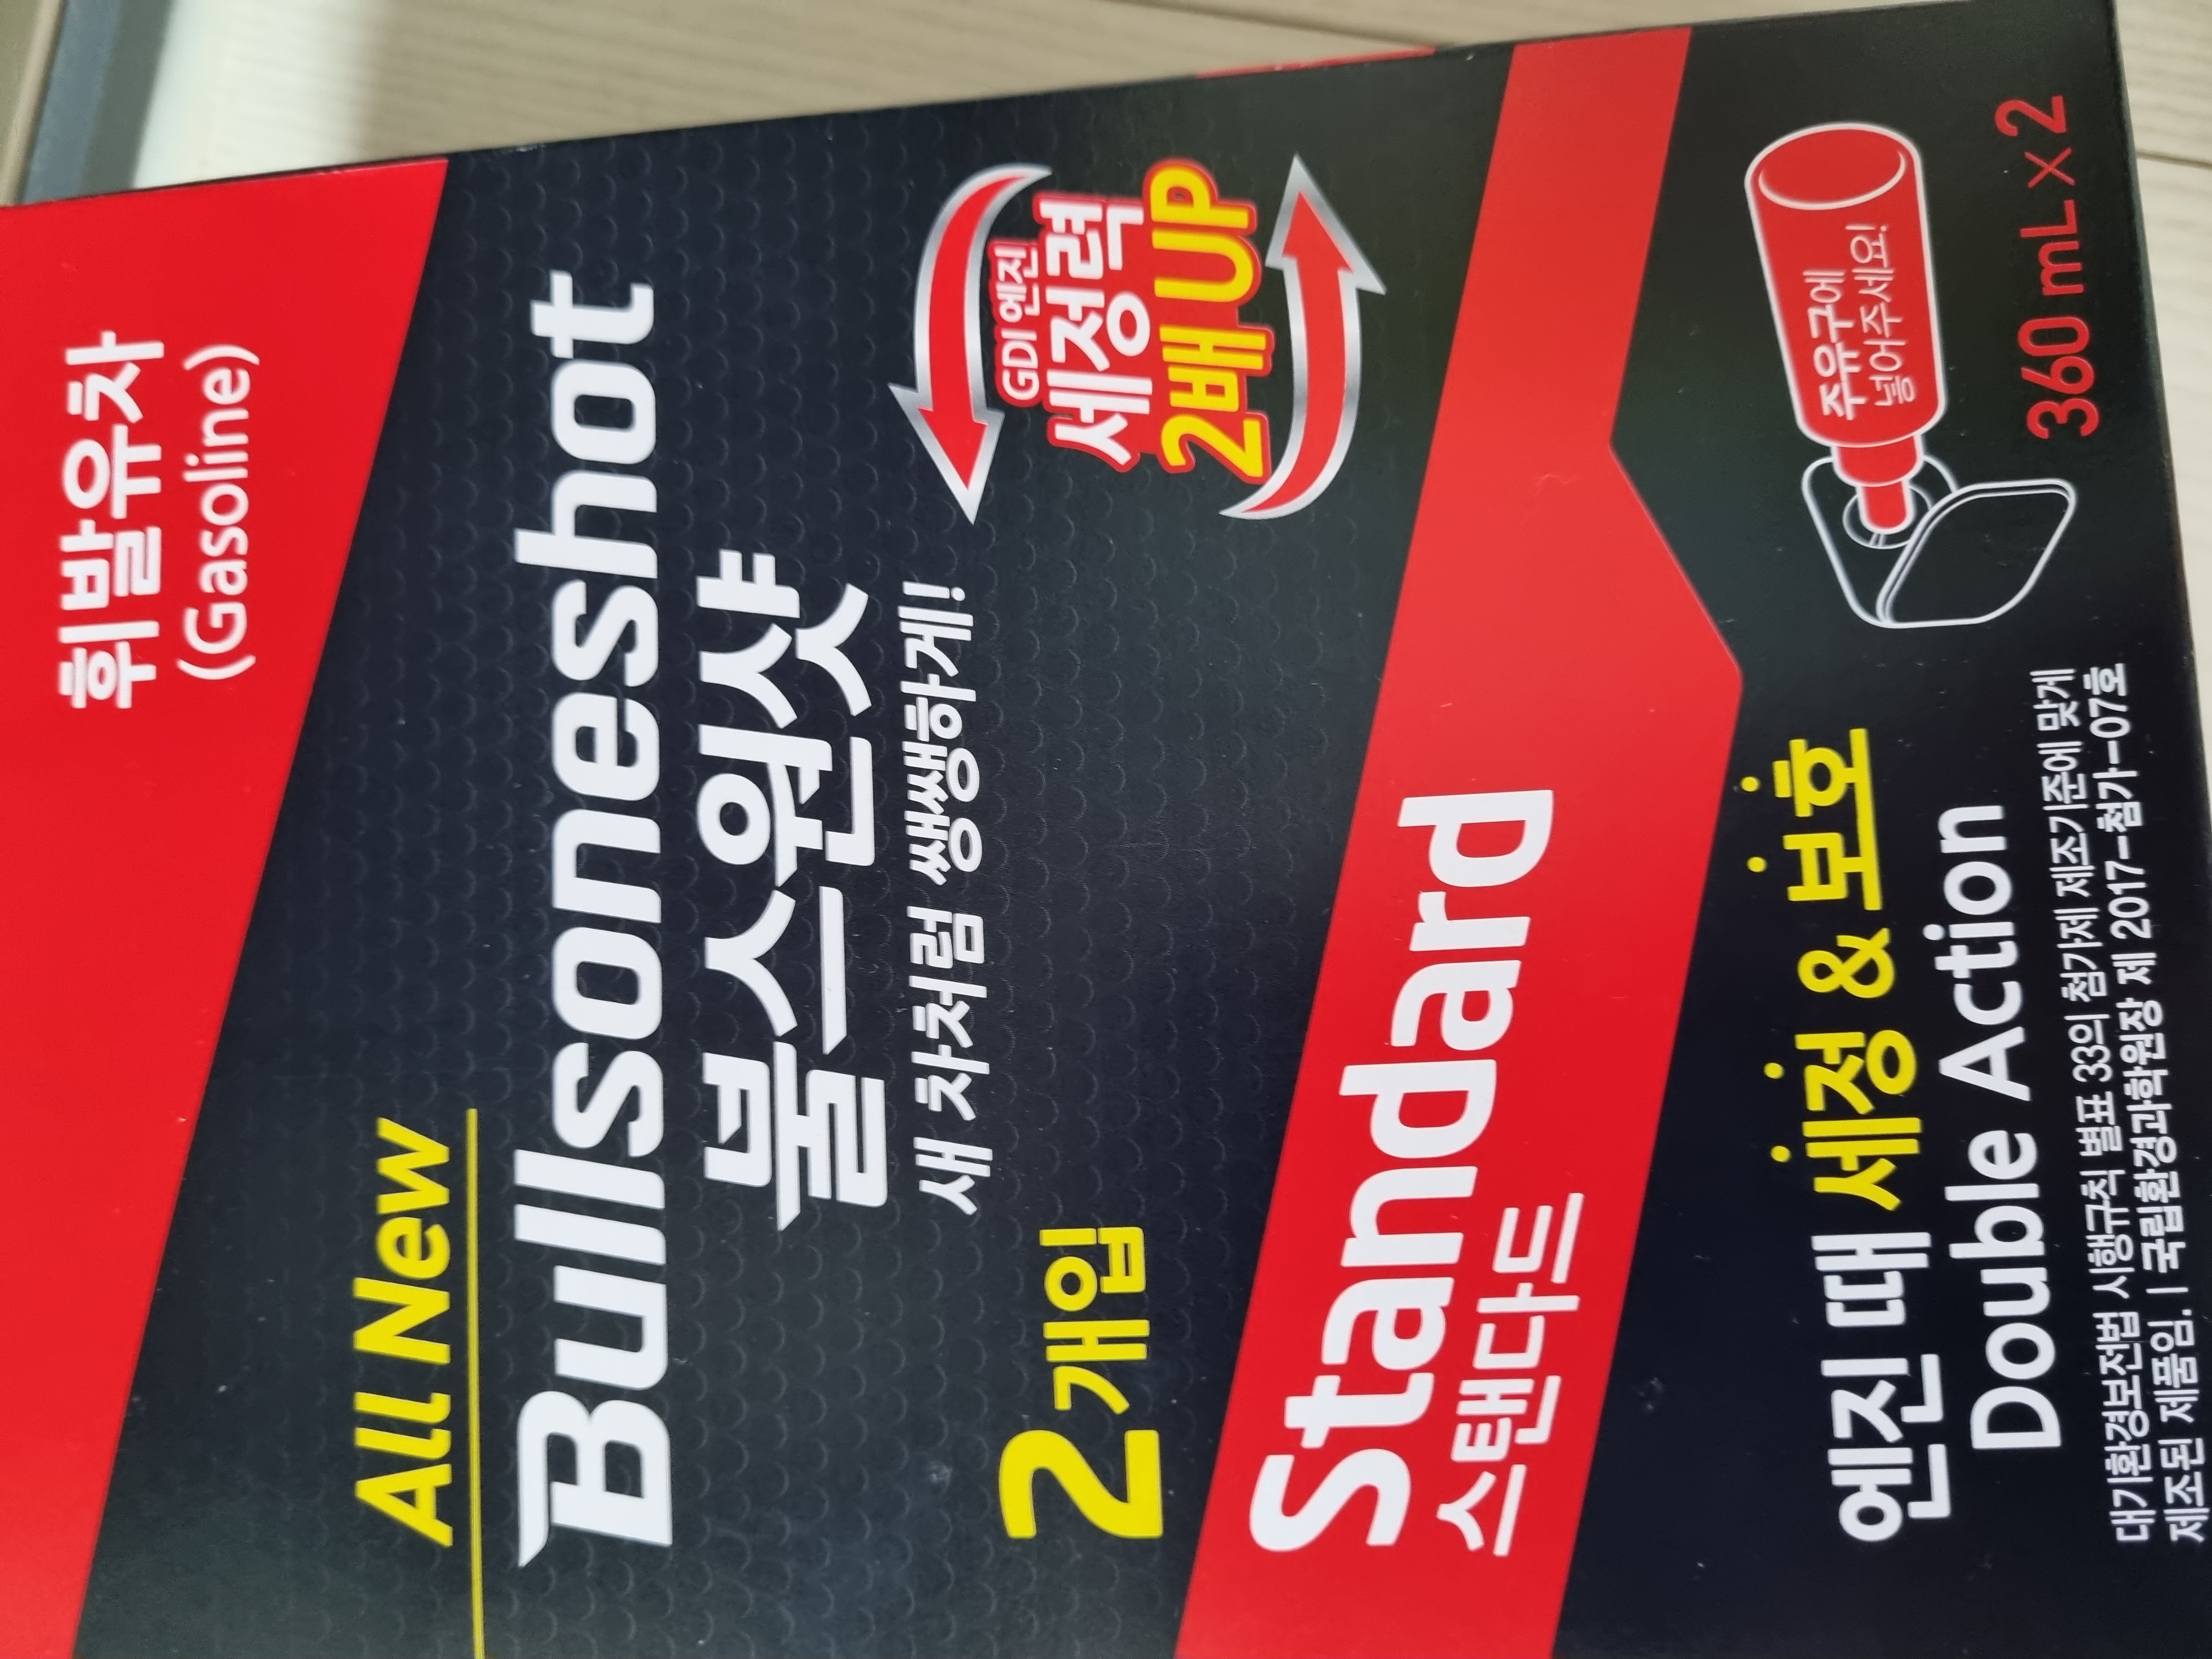 휘발유차
(Gasoline)
All New
Bullsoneshot
불스원샷
새 차처럼 쌩쌩하게!
2개입
GDI 엔진
세정력
2배 UP
Standard
스탠다드
엔진 때 세정 & 보호
Double Action
주유구에
넣어주세요!
360 mL x 2
대기환경보전법 시행규칙 별표 33의 첨가제 제조기준에 맞게
제조된 제품임. | 국립환경과학원장 제 2017-첨가-07호